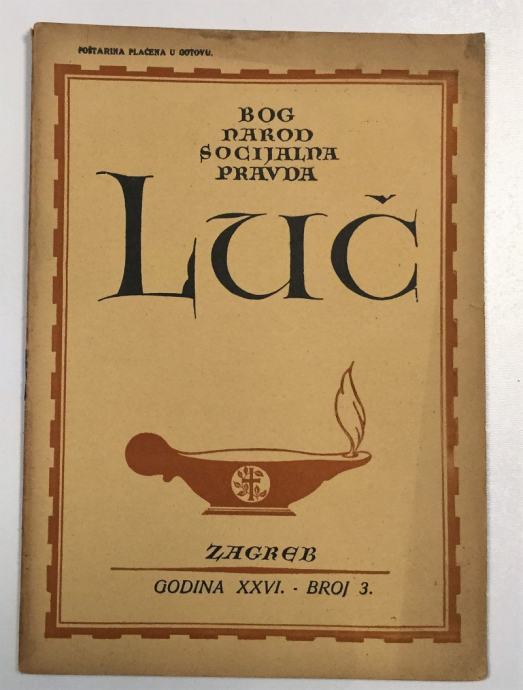 POŠTARINA PLAĆENA U GOTOVU.
BOG
NAROD
SOCIJALNA
PRAVDA
LUČ
ZAGREB
GODINA XXVI. - BROJ 3.